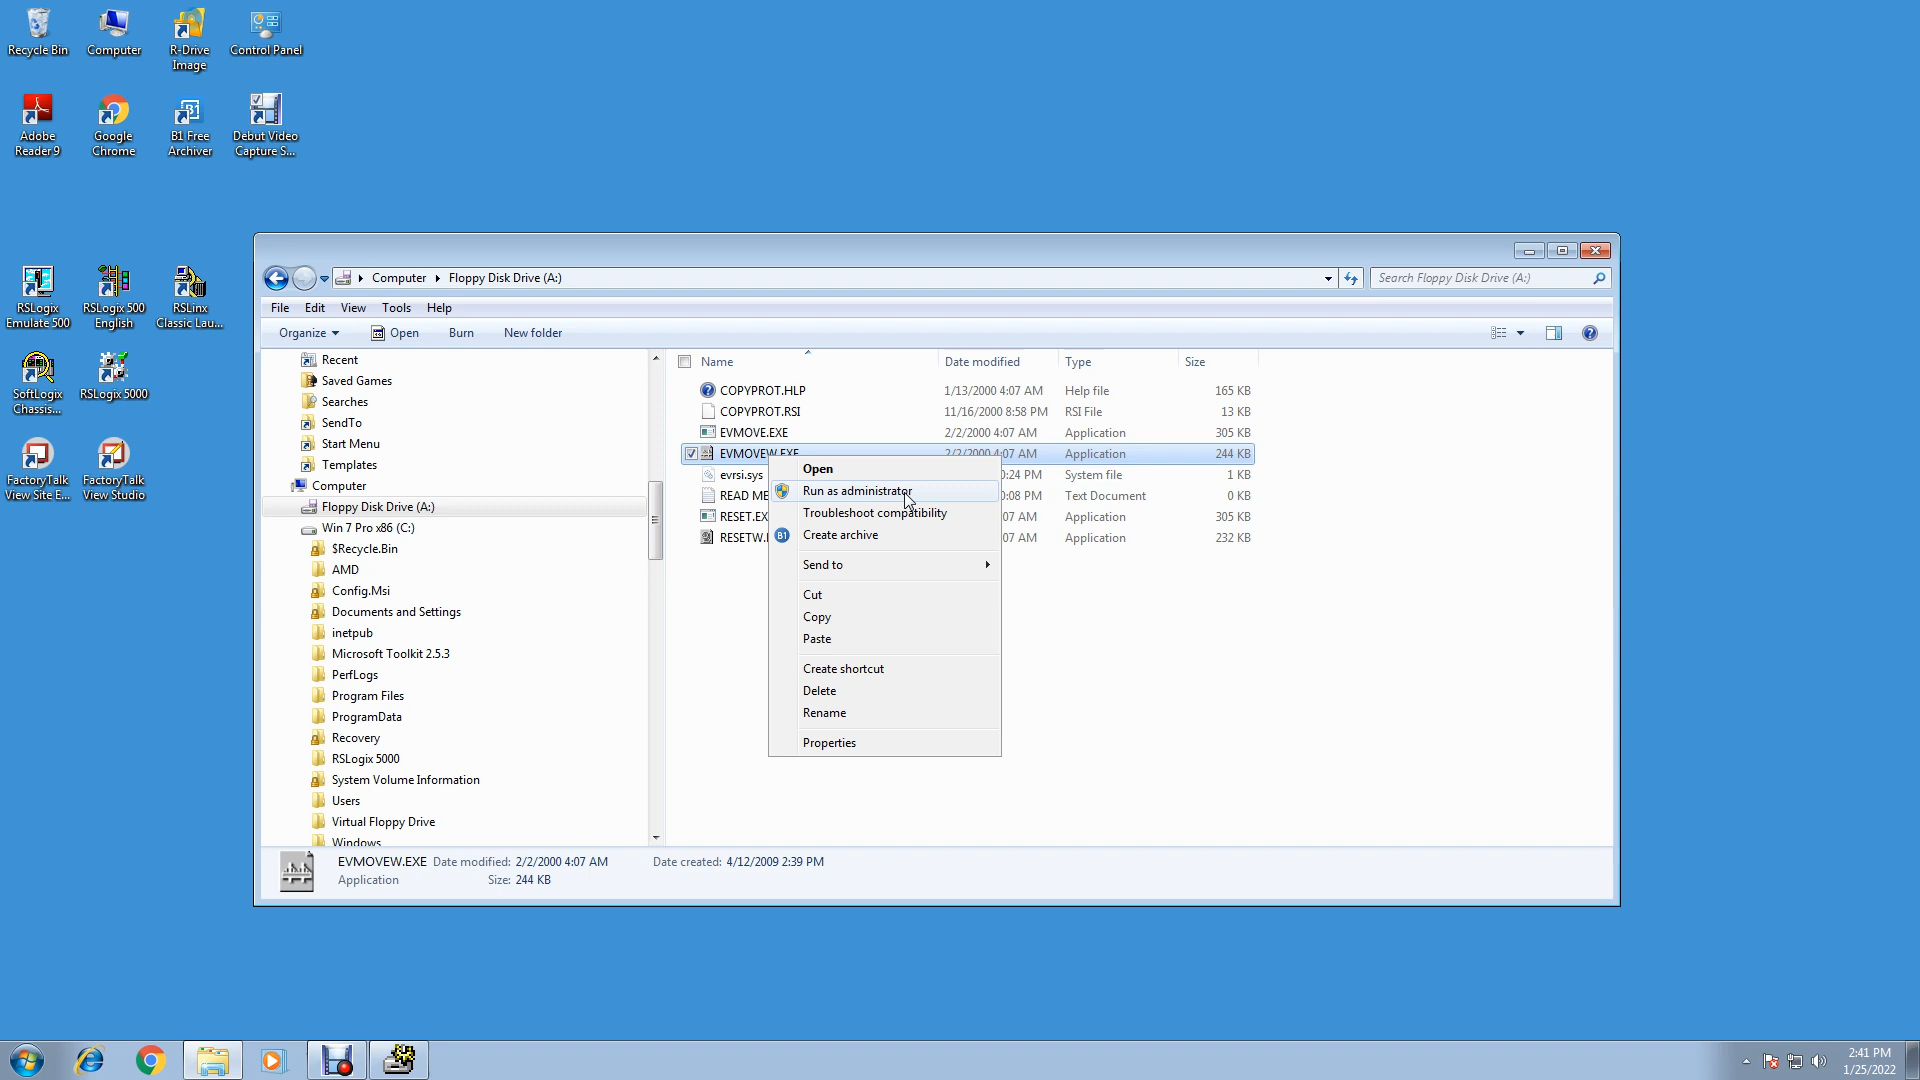 Recycle Bin
Computer
R-Drive
Image
Control Panel
Adobe
Reader 9
Google
Chrome
B1 Free
Archiver
Debut Video
Capture S...
RSLogix
Emulate 500
RSLogix 500
English
RSLinx
Classic Lau...
SoftLogix
Chassis...
RSLogix 5000
FactoryTalk
View Site E...
FactoryTalk
View Studio
Computer
Floppy Disk Drive (A:)
Search Floppy Disk Drive (A:)
File Edit View Tools Help
Organize Open Burn New folder
Recent
Saved Games
Searches
SendTo
Start Menu
Templates
Computer
Floppy Disk Drive (A:)
Win 7 Pro x86 (C:)
$Recycle.Bin
AMD
Config.Msi
Documents and Settings
inetpub
Microsoft Toolkit 2.5.3
PerfLogs
Program Files
ProgramData
Recovery
RSLogix 5000
System Volume Information
Users
Virtual Floppy Drive
Windows
Name Date modified Type Size
COPYPROT.HLP 1/13/2000 4:07 AM Help file 165 KB
COPYPROT.RSI 11/16/2000 8:58 PM RSI File 13 KB
EVMOVE.EXE 2/2/2000 4:07 AM Application 305 KB
EVMOVEW.EXE 2/2/2000 4:07 AM Application 244 KB
evrsi.sys 0:24 PM System file 1 KB
READ ME 0:08 PM Text Document 0 KB
RESET.EX 07 AM Application 305 KB
RESETW. 07 AM Application 232 KB
Open
Run as administrator
Troubleshoot compatibility
B1 Create archive
Send to
Cut
Copy
Paste
Create shortcut
Delete
Rename
Properties
EVMOVEW.EXE Date modified: 2/2/2000 4:07 AM Date created: 4/12/2009 2:39 PM
Application Size: 244 KB
2:41 PM
1/25/2022